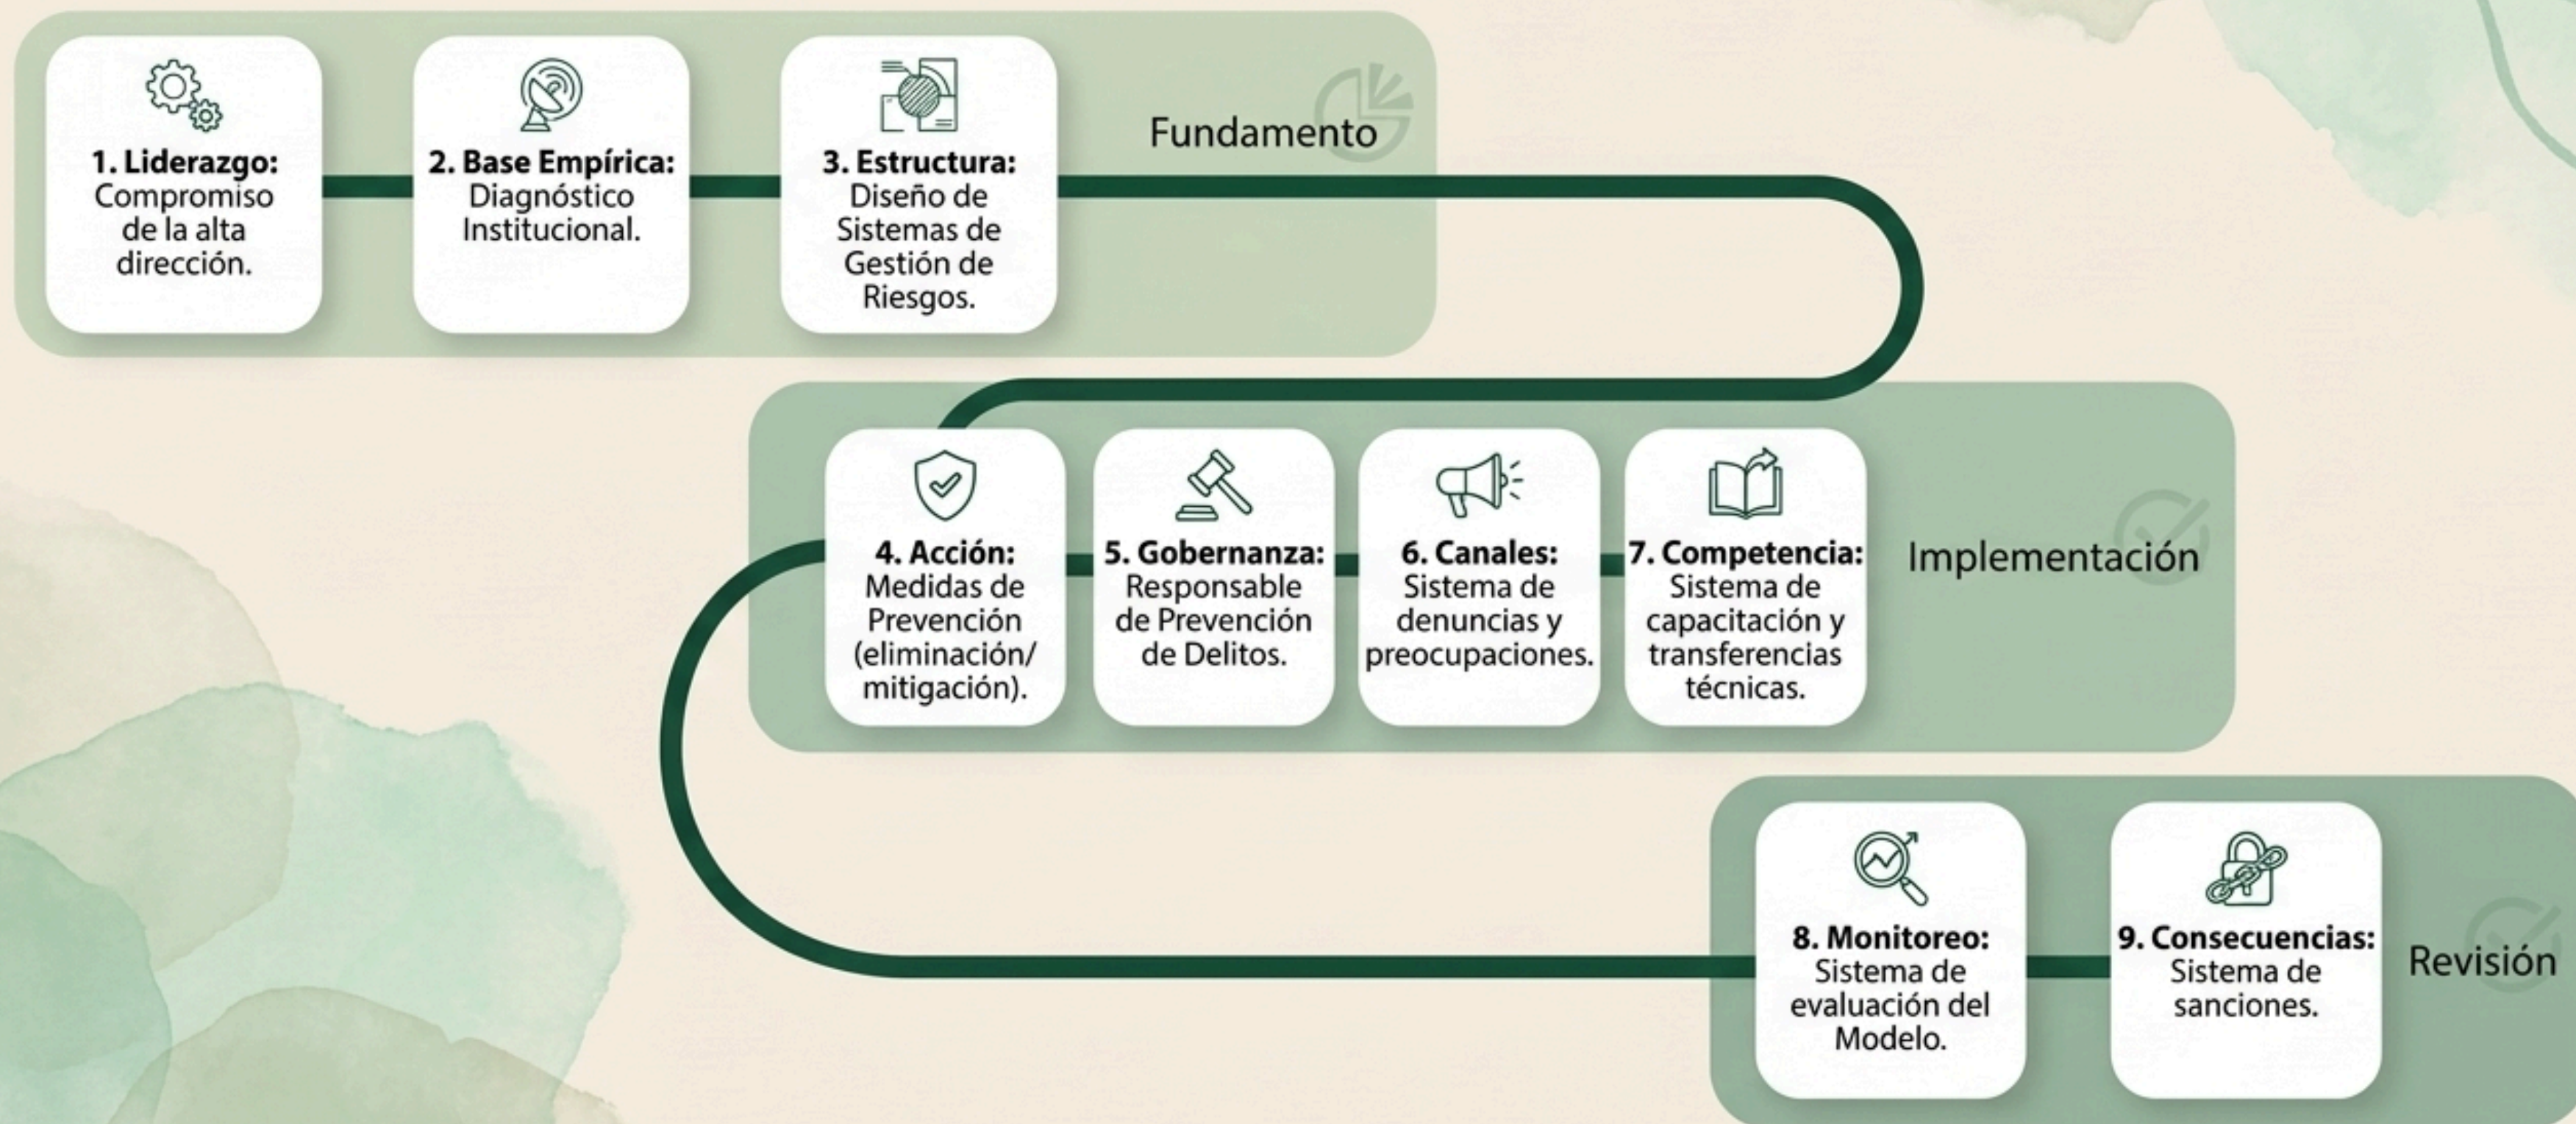 1. Liderazgo:
Compromiso
de la alta
dirección.
2. Base Empírica:
Diagnóstico
Institucional.
3. Estructura:
Diseño de
Sistemas de
Gestión de
Riesgos.
Fundamento
4. Acción:
Medidas de
Prevención
(eliminación/
mitigación).
5. Gobernanza:
Responsable
de Prevención
de Delitos.
6. Canales:
Sistema de
denuncias y
preocupaciones.
7. Competencia:
Sistema de
capacitación y
transferencias
técnicas.
Implementación
8. Monitoreo:
Sistema de
evaluación del
Modelo.
9. Consecuencias:
Sistema de
sanciones.
Revisión